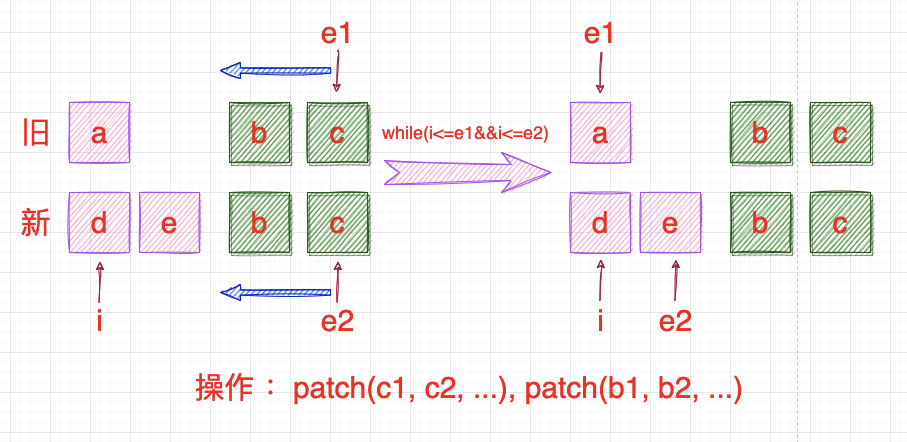 e1 e1
旧 a b c while(i<=e1&&i<=e2) a b c
新 d e b c d e b c
i e2 i e2
操作： patch(c1, c2, ...), patch(b1, b2, ...)